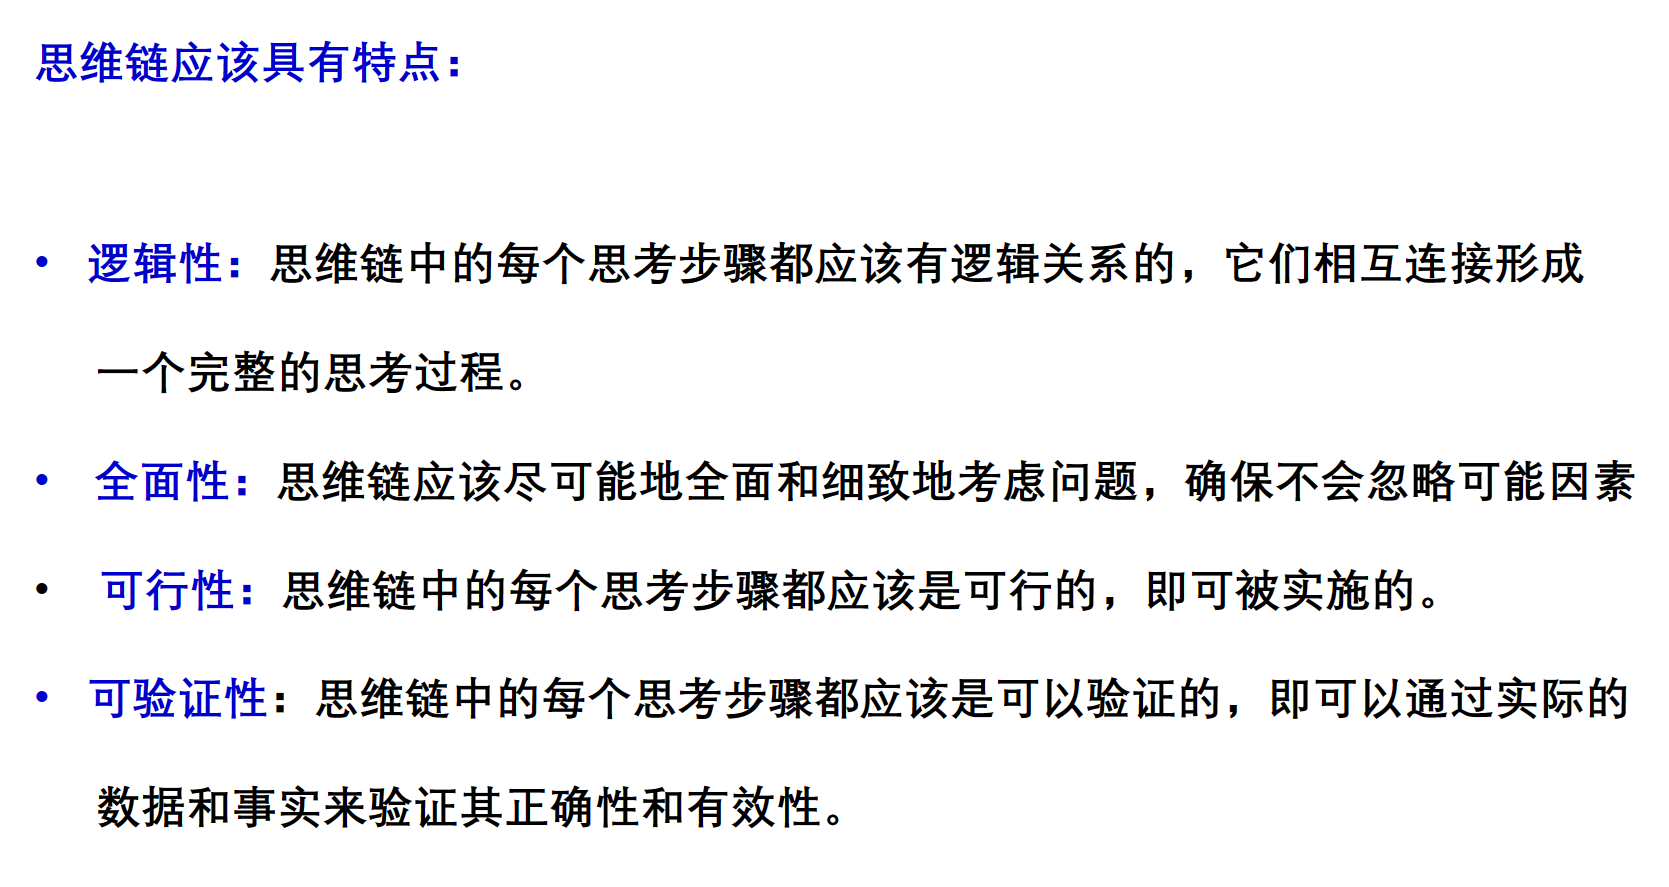 思维链应该具有特点：
• 逻辑性：思维链中的每个思考步骤都应该有逻辑关系的，它们相互连接形成
一个完整的思考过程。
• 全面性：思维链应该尽可能地全面和细致地考虑问题，确保不会忽略可能因素
• 可行性：思维链中的每个思考步骤都应该是可行的，即可被实施的。
• 可验证性：思维链中的每个思考步骤都应该是可以验证的，即可以通过实际的
数据和事实来验证其正确性和有效性。